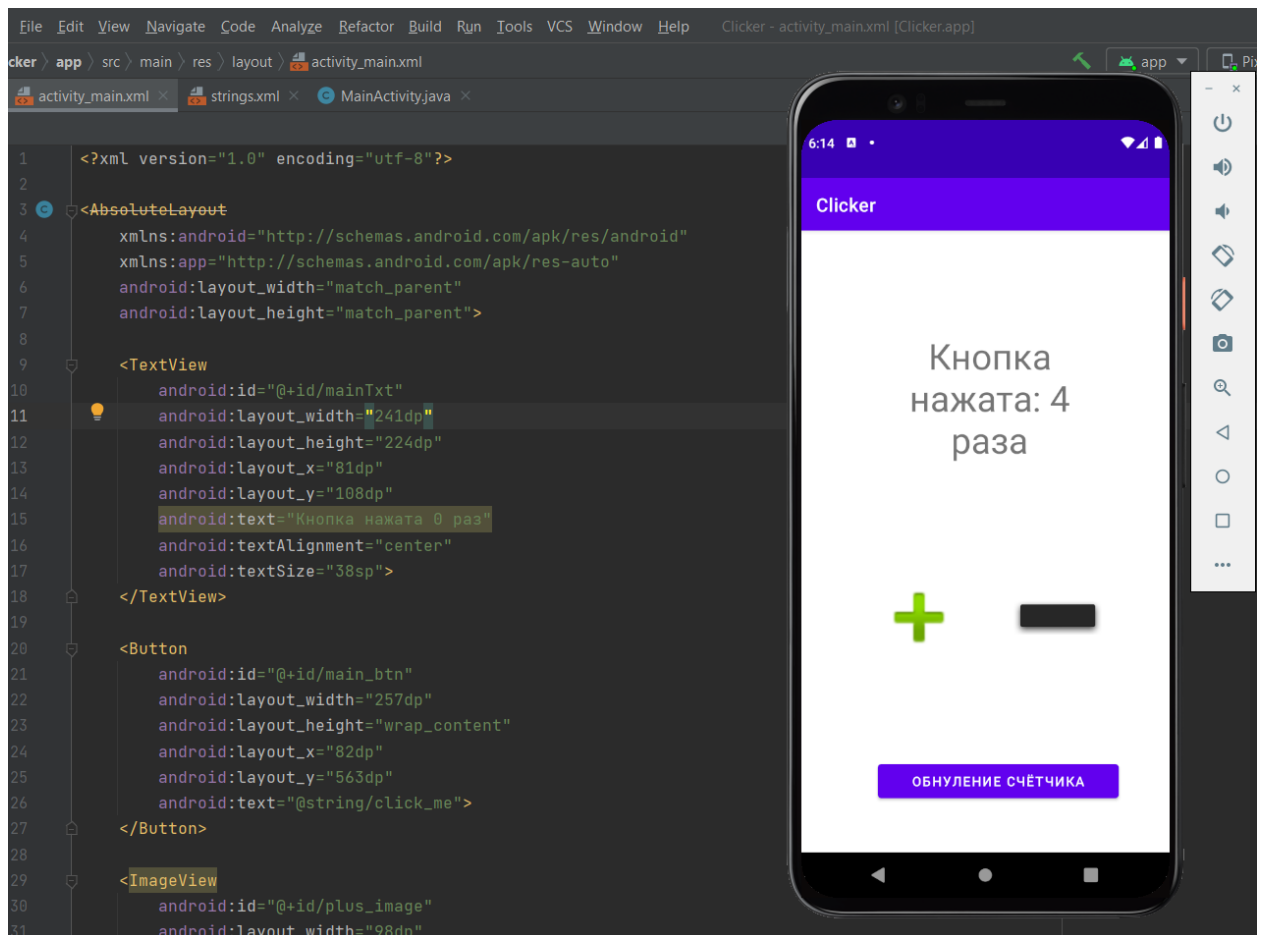 File Edit View Navigate Code Analyze Refactor Build Run Tools VCS Window Help Clicker - activity_main.xml [Clicker.app]
cker app src main res layout activity_main.xml app Pi
activity_main.xml strings.xml MainActivity.java
1 <?xml version="1.0" encoding="utf-8"?>
2
3 <AbsoluteLayout
4 xmlns:android="http://schemas.android.com/apk/res/android"
5 xmlns:app="http://schemas.android.com/apk/res-auto"
6 android:layout_width="match_parent"
7 android:layout_height="match_parent">
8
9 <TextView
10 android:id="@+id/mainTxt"
11 android:layout_width="241dp"
12 android:layout_height="224dp"
13 android:layout_x="81dp"
14 android:layout_y="108dp"
15 android:text="Кнопка нажата 0 раз"
16 android:textAlignment="center"
17 android:textSize="38sp">
18 </TextView>
19
20 <Button
21 android:id="@+id/main_btn"
22 android:layout_width="257dp"
23 android:layout_height="wrap_content"
24 android:layout_x="82dp"
25 android:layout_y="563dp"
26 android:text="@string/click_me">
27 </Button>
28
29 <ImageView
30 android:id="@+id/plus_image"
31 android:layout_width="98dp"
6:14
Clicker
Кнопка
нажата: 4
раза
ОБНУЛЕНИЕ СЧЁТЧИКА